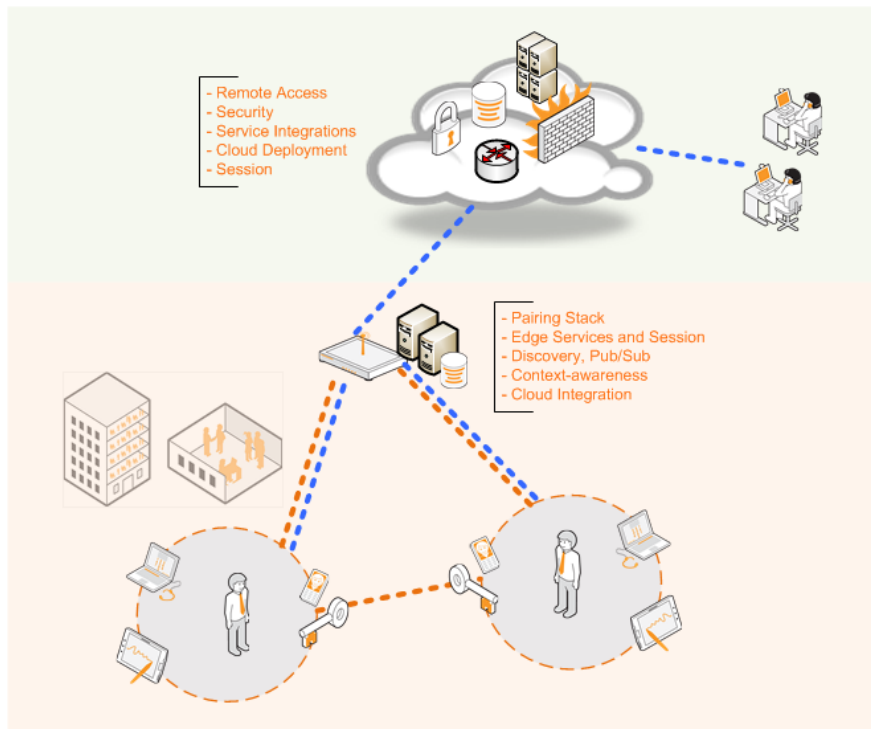 - Remote Access
- Security
- Service Integrations
- Cloud Deployment
- Session
- Pairing Stack
- Edge Services and Session
- Discovery, Pub/Sub
- Context-awareness
- Cloud Integration